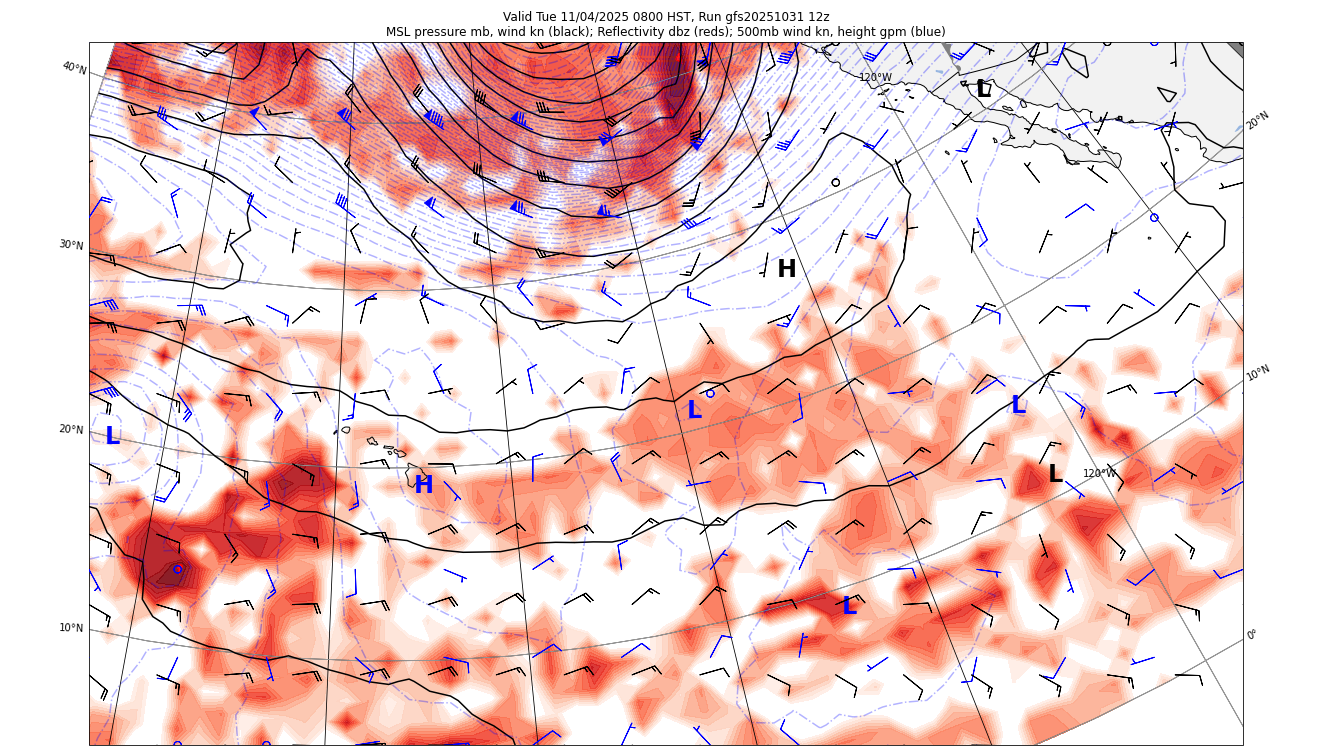 Valid Tue 11/04/2025 0800 HST, Run gfs20251031 12z
MSL pressure mb, wind kn (black); Reflectivity dbz (reds); 500mb wind kn, height gpm (blue)
40°N
120°W
L
20°N
30°N
H
10°N
L
L
20°N
L
L
120°W
H
L
10°N
0°